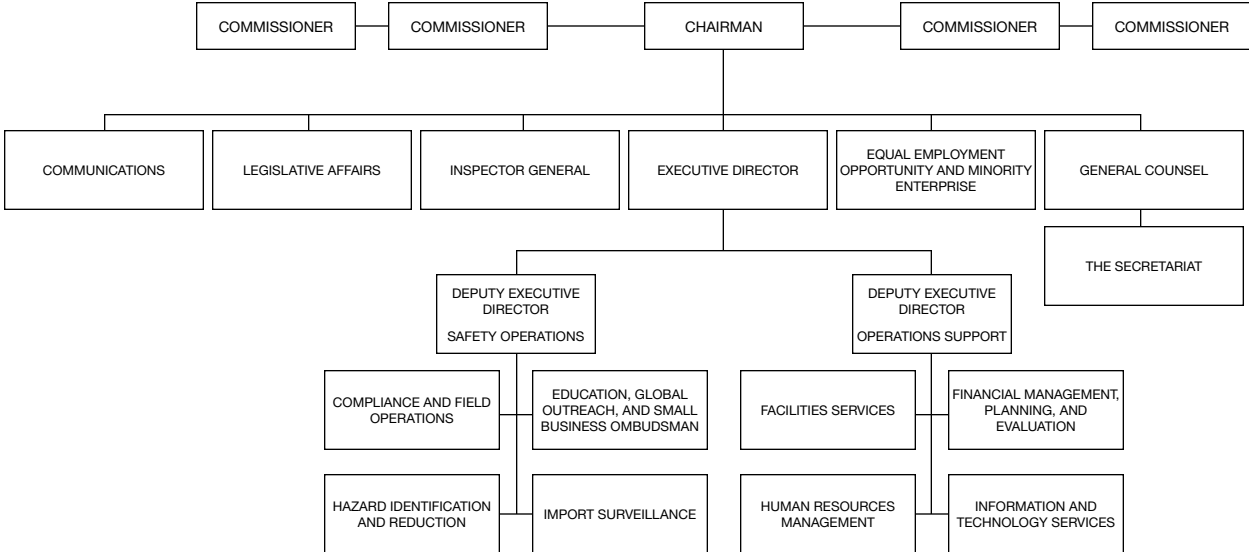 COMMISSIONER
COMMISSIONER
CHAIRMAN
COMMISSIONER
COMMISSIONER
COMMUNICATIONS
LEGISLATIVE AFFAIRS
INSPECTOR GENERAL
EXECUTIVE DIRECTOR
EQUAL EMPLOYMENT
OPPORTUNITY AND MINORITY
ENTERPRISE
GENERAL COUNSEL
THE SECRETARIAT
DEPUTY EXECUTIVE
DIRECTOR
SAFETY OPERATIONS
DEPUTY EXECUTIVE
DIRECTOR
OPERATIONS SUPPORT
COMPLIANCE AND FIELD
OPERATIONS
EDUCATION, GLOBAL
OUTREACH, AND SMALL
BUSINESS OMBUDSMAN
FACILITIES SERVICES
FINANCIAL MANAGEMENT,
PLANNING, AND
EVALUATION
HAZARD IDENTIFICATION
AND REDUCTION
IMPORT SURVEILLANCE
HUMAN RESOURCES
MANAGEMENT
INFORMATION AND
TECHNOLOGY SERVICES